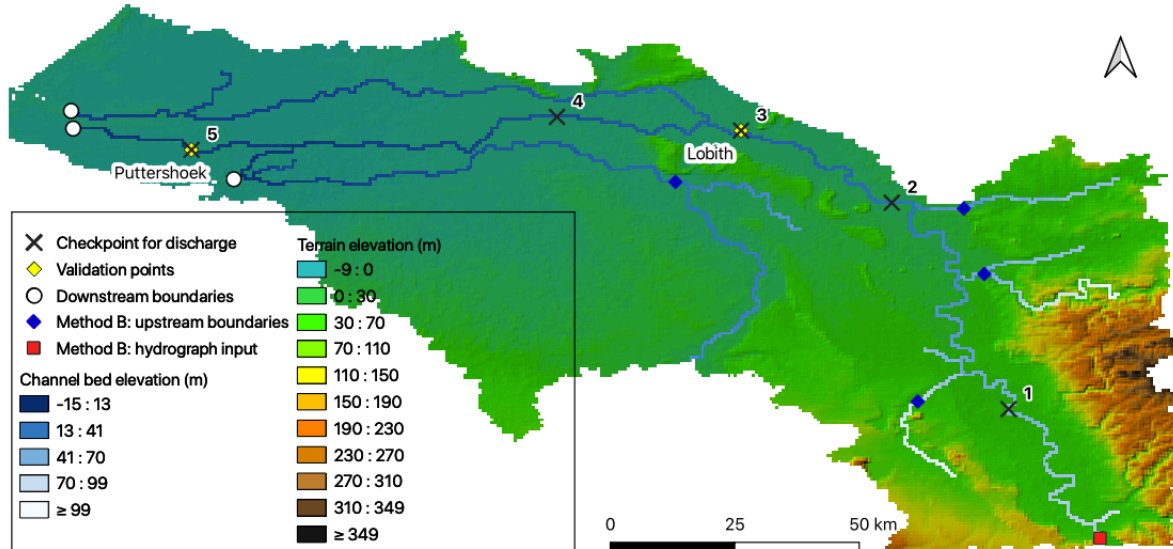 4
3
5
Lobith
Puttershoek
2
Checkpoint for discharge
Validation points
Downstream boundaries
Method B: upstream boundaries
Method B: hydrograph input
Channel bed elevation (m)
-15 : 13
13 : 41
41 : 70
70 : 99
≥ 99
Terrain elevation (m)
-9 : 0
0 : 30
30 : 70
70 : 110
110 : 150
150 : 190
190 : 230
230 : 270
270 : 310
310 : 349
≥ 349
1
0 25 50 km